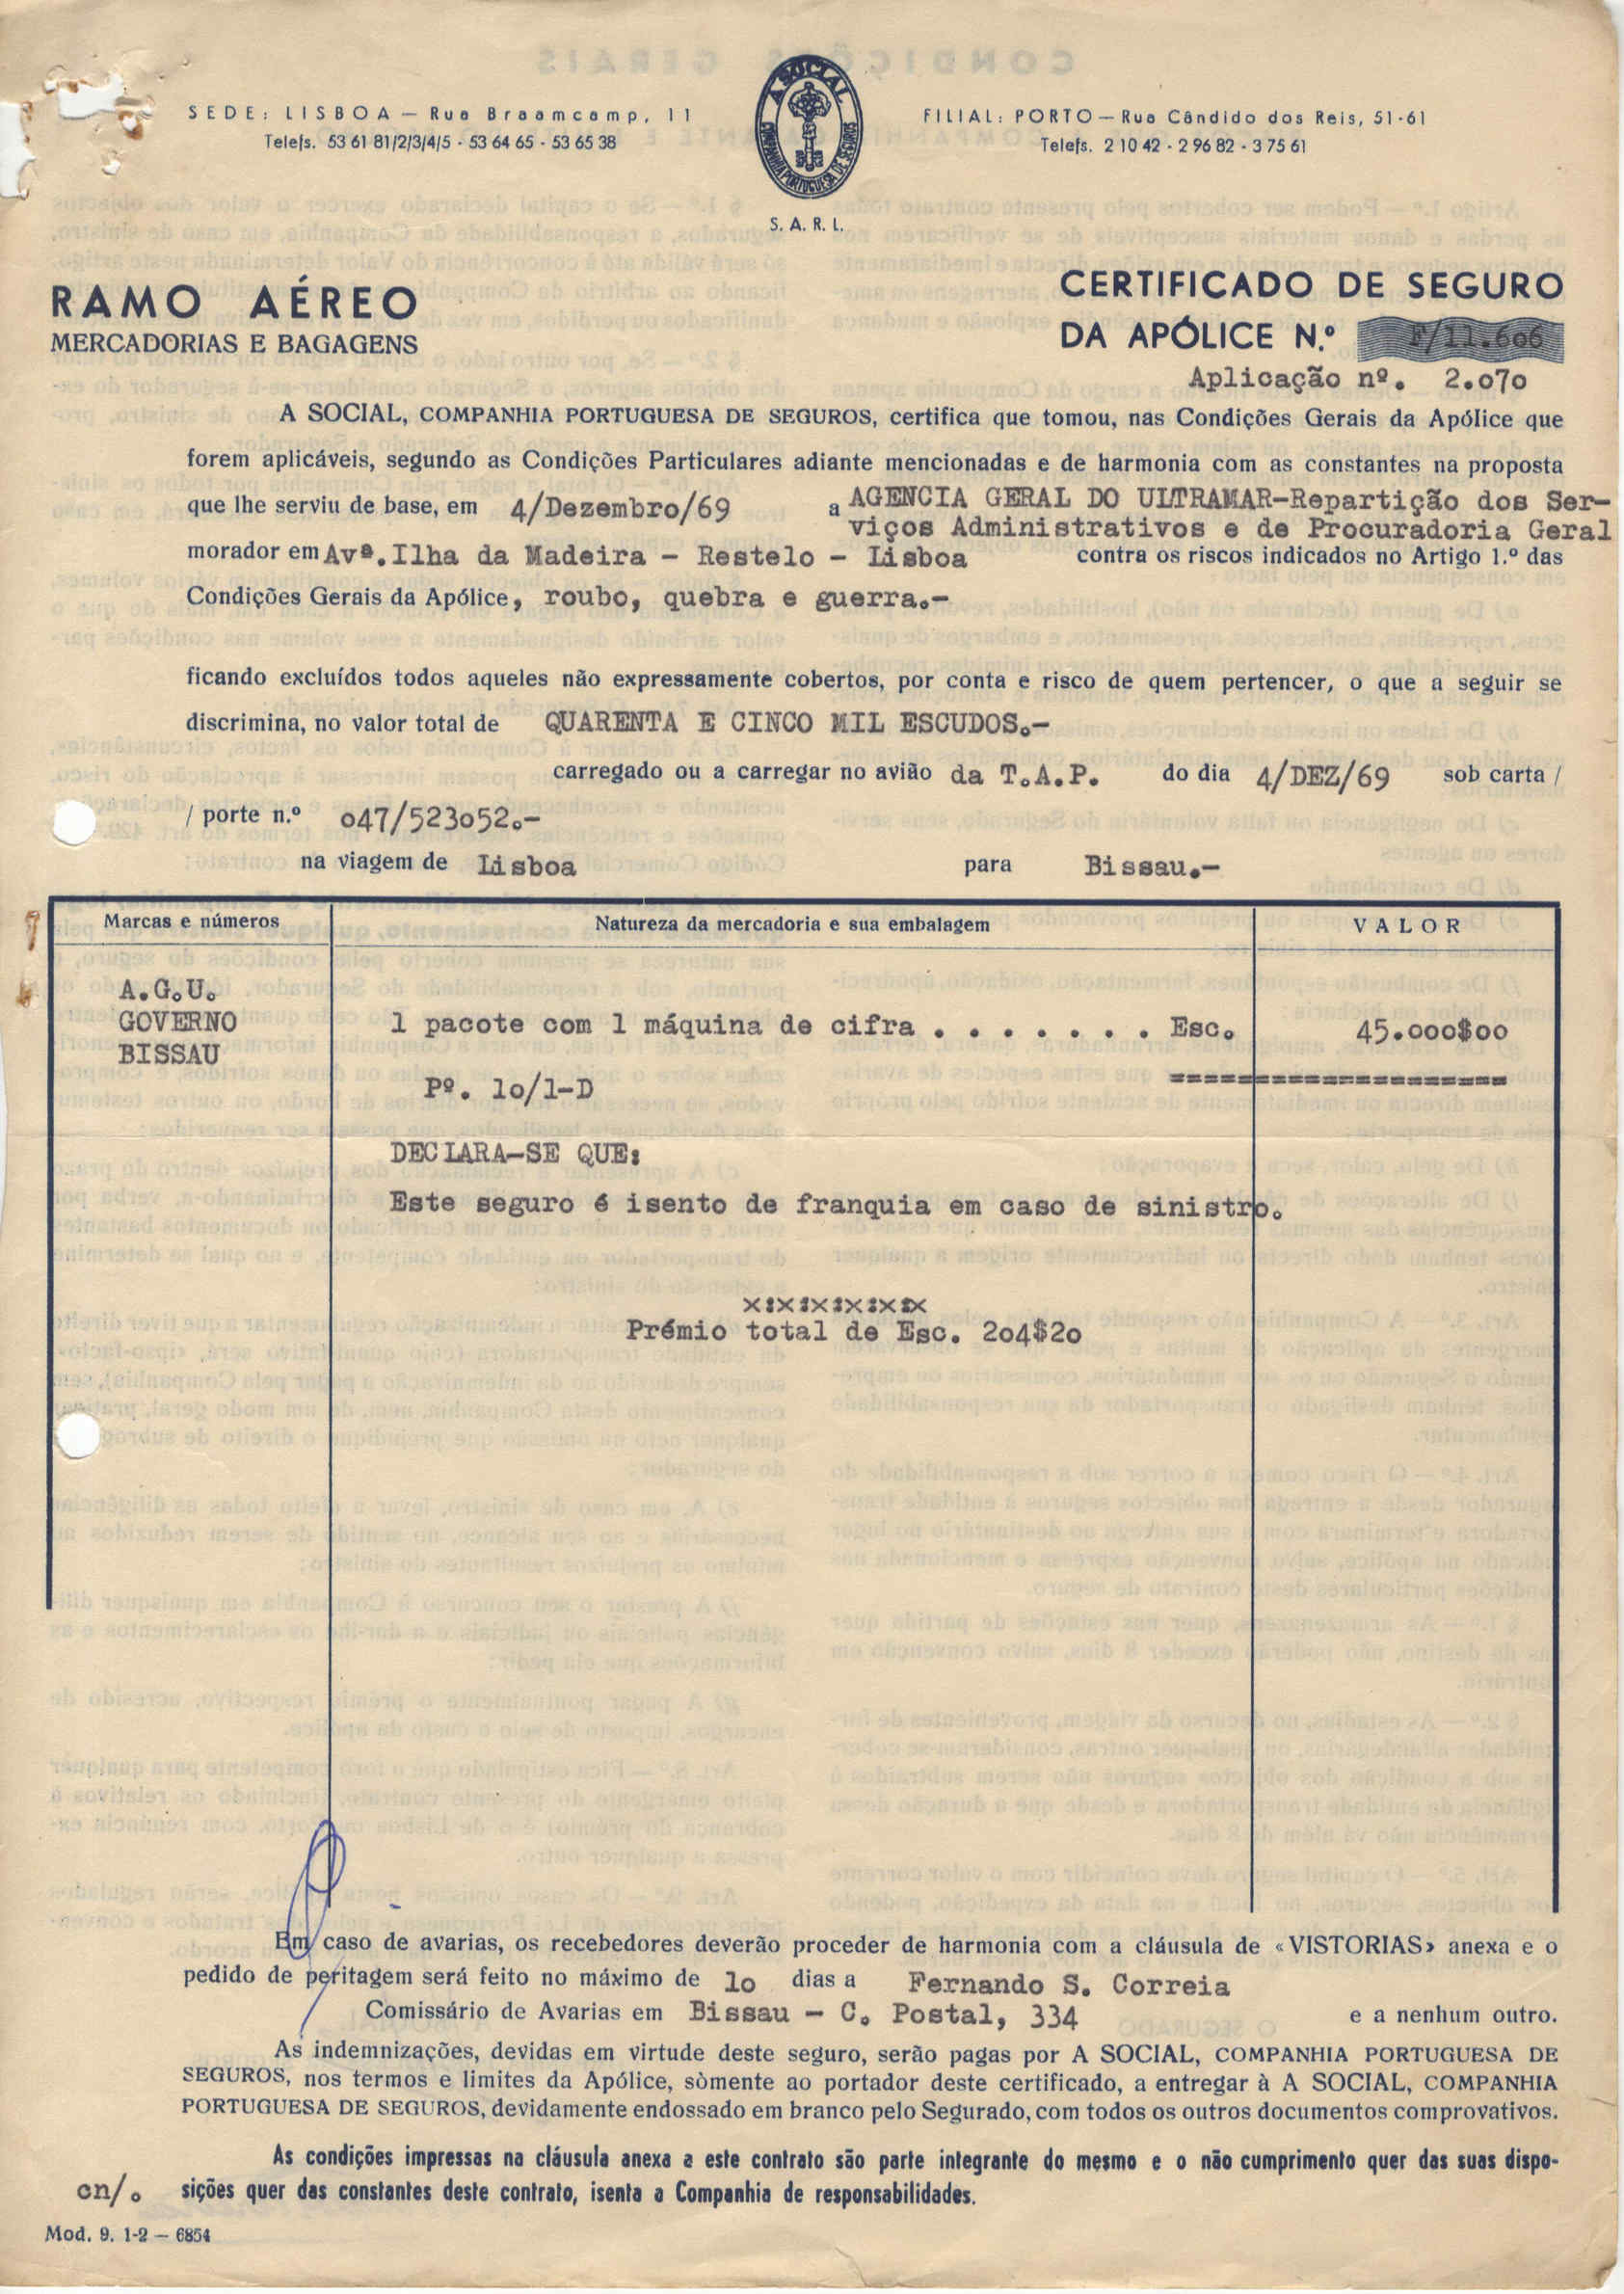 SEDE: LISBOA — Rua Braamcamp, 11
Telefs. 53 61 81/2/3/4/5 - 53 64 65 - 53 65 38
A SOCIAL
COMPANHIA PORTUGUESA DE SEGUROS
S. A. R. L.
FILIAL: PORTO — Rua Cândido dos Reis, 51-61
Telefs. 2 10 42 - 2 96 82 - 3 75 61
RAMO AÉREO
MERCADORIAS E BAGAGENS
CERTIFICADO DE SEGURO
DA APÓLICE N.º F/11.606
Aplicação nº. 2.070
A SOCIAL, COMPANHIA PORTUGUESA DE SEGUROS, certifica que tomou, nas Condições Gerais da Apólice que
forem aplicáveis, segundo as Condições Particulares adiante mencionadas e de harmonia com as constantes na proposta
que lhe serviu de base, em 4/Dezembro/69 a AGENCIA GERAL DO ULTRAMAR-Repartição dos Ser-
viços Administrativos e de Procuradoria Geral
morador em Avª. Ilha da Madeira - Restelo - Lisboa contra os riscos indicados no Artigo 1.º das
Condições Gerais da Apólice, roubo, quebra e guerra.-
ficando excluídos todos aqueles não expressamente cobertos, por conta e risco de quem pertencer, o que a seguir se
discrimina, no valor total de QUARENTA E CINCO MIL ESCUDOS.-
carregado ou a carregar no avião da T.A.P. do dia 4/DEZ/69 sob carta /
/ porte n.º 047/523052.-
na viagem de Lisboa para Bissau.-
Marcas e números Natureza da mercadoria e sua embalagem VALOR
A.G.U.
GOVERNO 1 pacote com 1 máquina de cifra . . . . . . . Esc. 45.000$00
BISSAU
====================
Pº. 10/1-D
DECLARA-SE QUE:
Este seguro é isento de franquia em caso de sinistro.
x:x:x:x:x:x
Prémio total de Esc. 204$20
Em caso de avarias, os recebedores deverão proceder de harmonia com a cláusula de «VISTORIAS» anexa e o
pedido de peritagem será feito no máximo de 10 dias a Fernando S. Correia
Comissário de Avarias em Bissau - C. Postal, 334 e a nenhum outro.
As indemnizações, devidas em virtude deste seguro, serão pagas por A SOCIAL, COMPANHIA PORTUGUESA DE
SEGUROS, nos termos e limites da Apólice, sòmente ao portador deste certificado, a entregar à A SOCIAL, COMPANHIA
PORTUGUESA DE SEGUROS, devidamente endossado em branco pelo Segurado, com todos os outros documentos comprovativos.
As condições impressas na cláusula anexa a este contrato são parte integrante do mesmo e o não cumprimento quer das suas dispo-
cn/. sições quer das constantes deste contrato, isenta a Companhia de responsabilidades.
Mod. 9. 1-2 — 6854